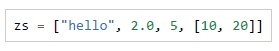 zs = ["hello", 2.0, 5, [10, 20]]